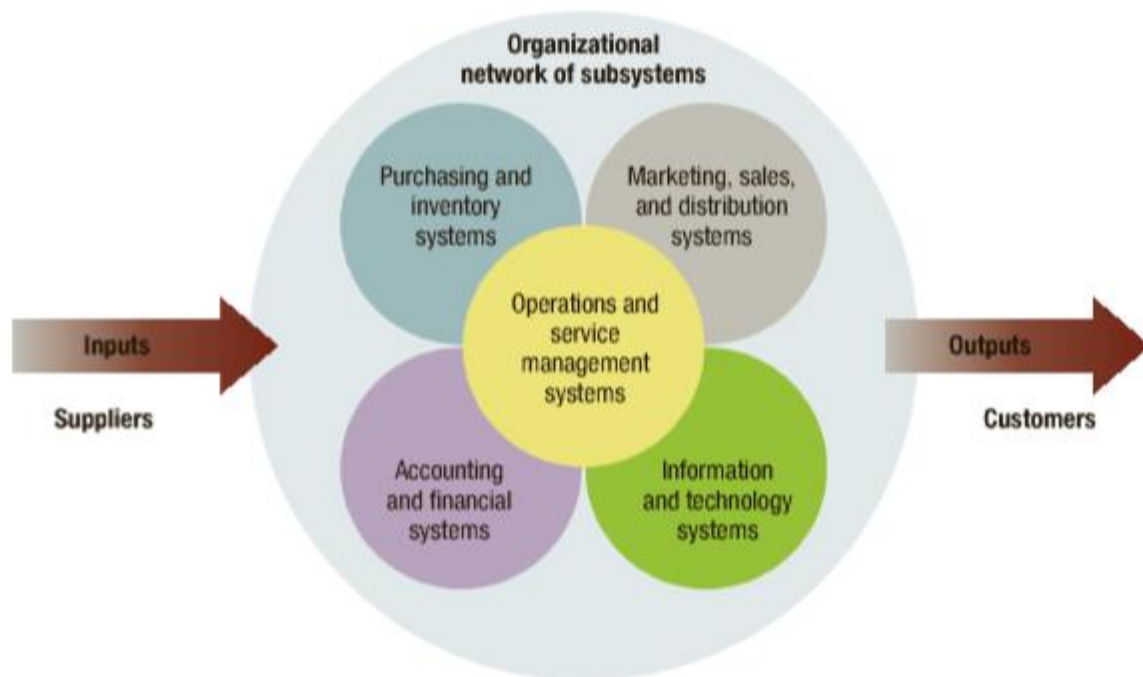 Organizational
network of subsystems
Purchasing and
inventory
systems
Marketing, sales,
and distribution
systems
Operations and
service
management
systems
Inputs
Outputs
Suppliers
Customers
Accounting
and financial
systems
Information
and technology
systems